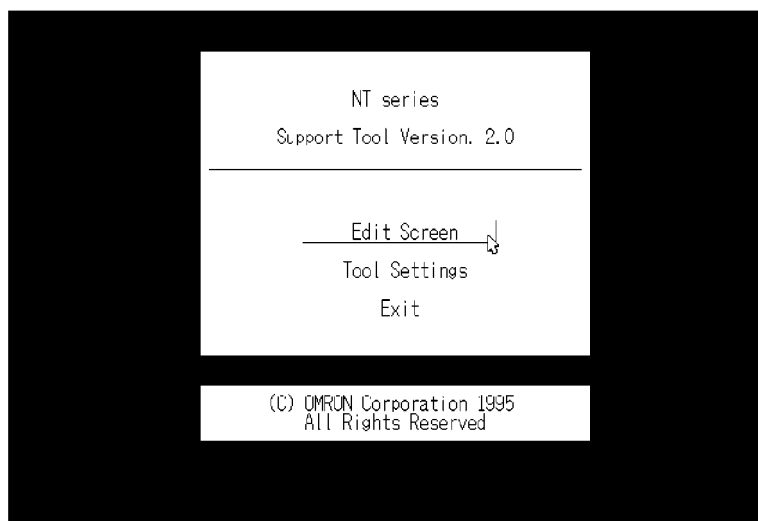 NT series
Support Tool Version. 2.0
Edit Screen
Tool Settings
Exit
(C) OMRON Corporation 1995
All Rights Reserved